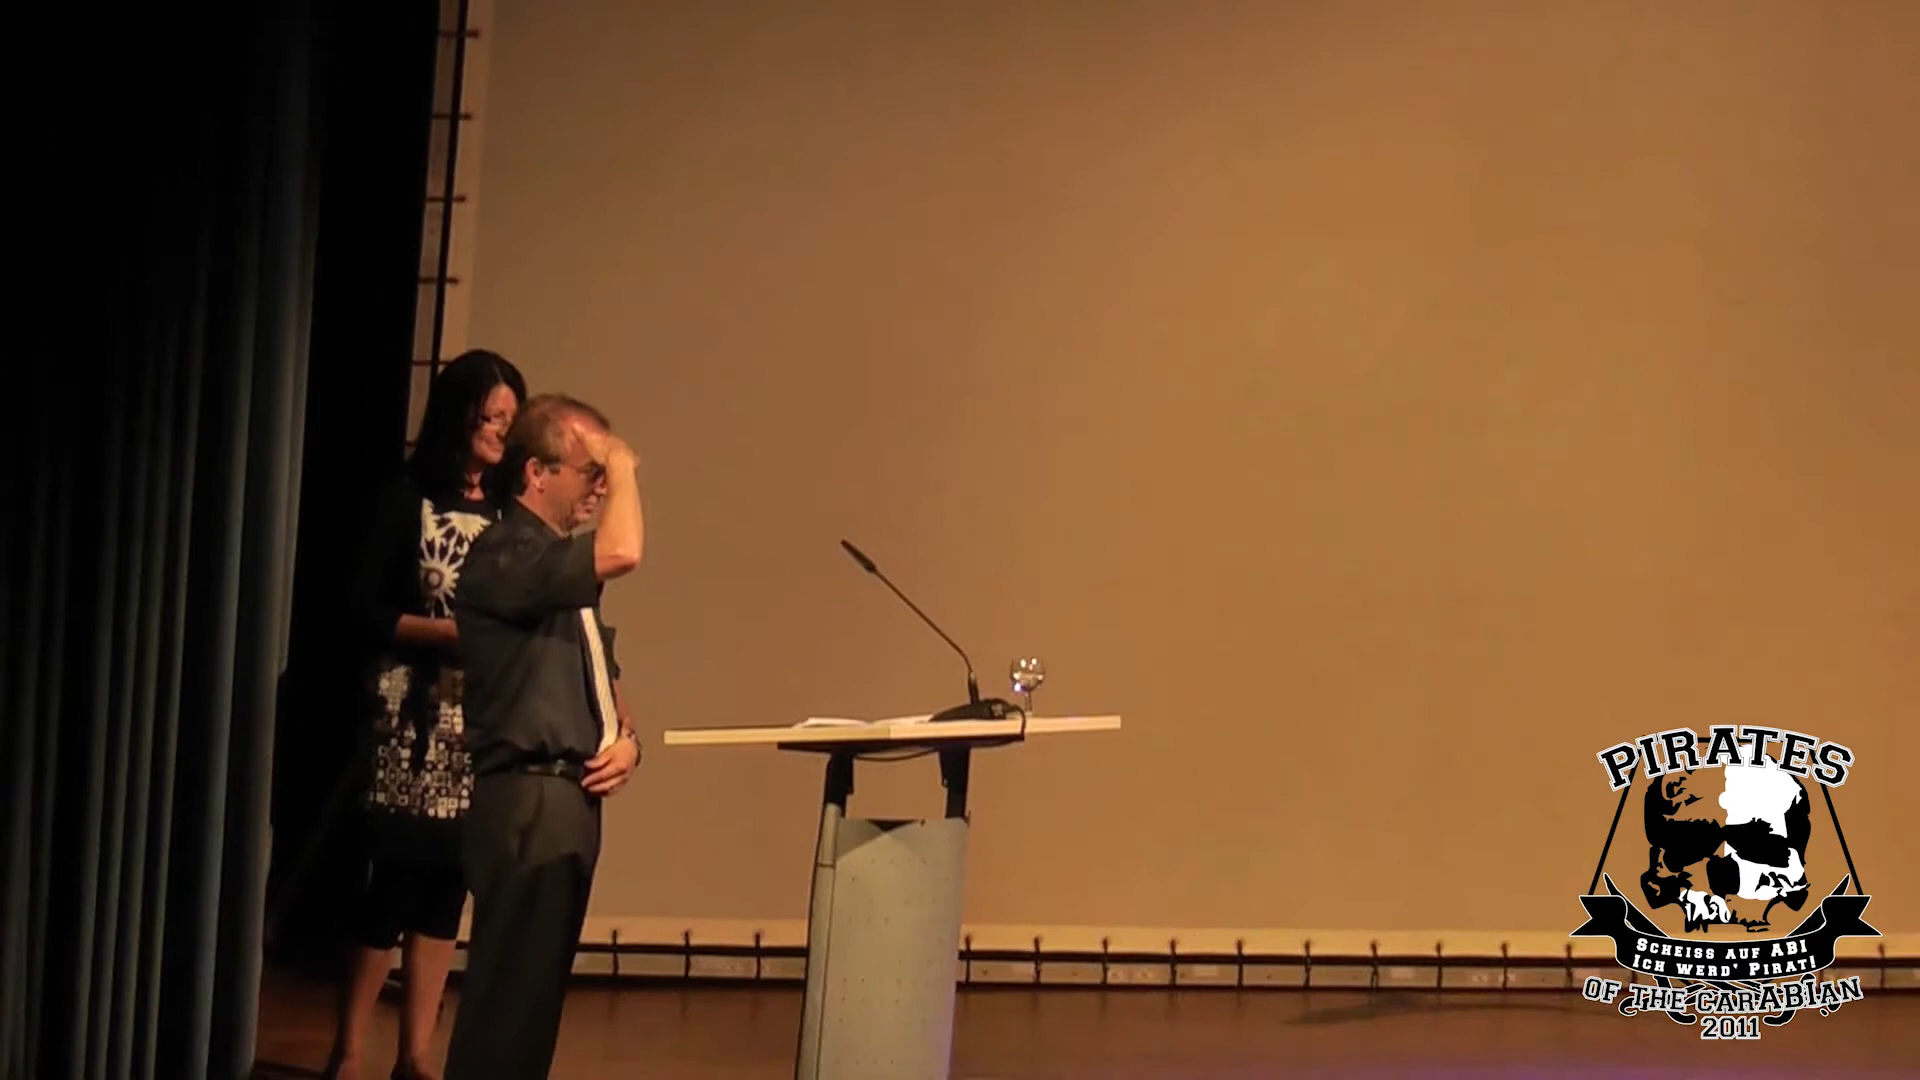 PIRATES
SCHEISS AUF ABI
ICH WERD' PIRAT!
OF THE CARABIAN
2011